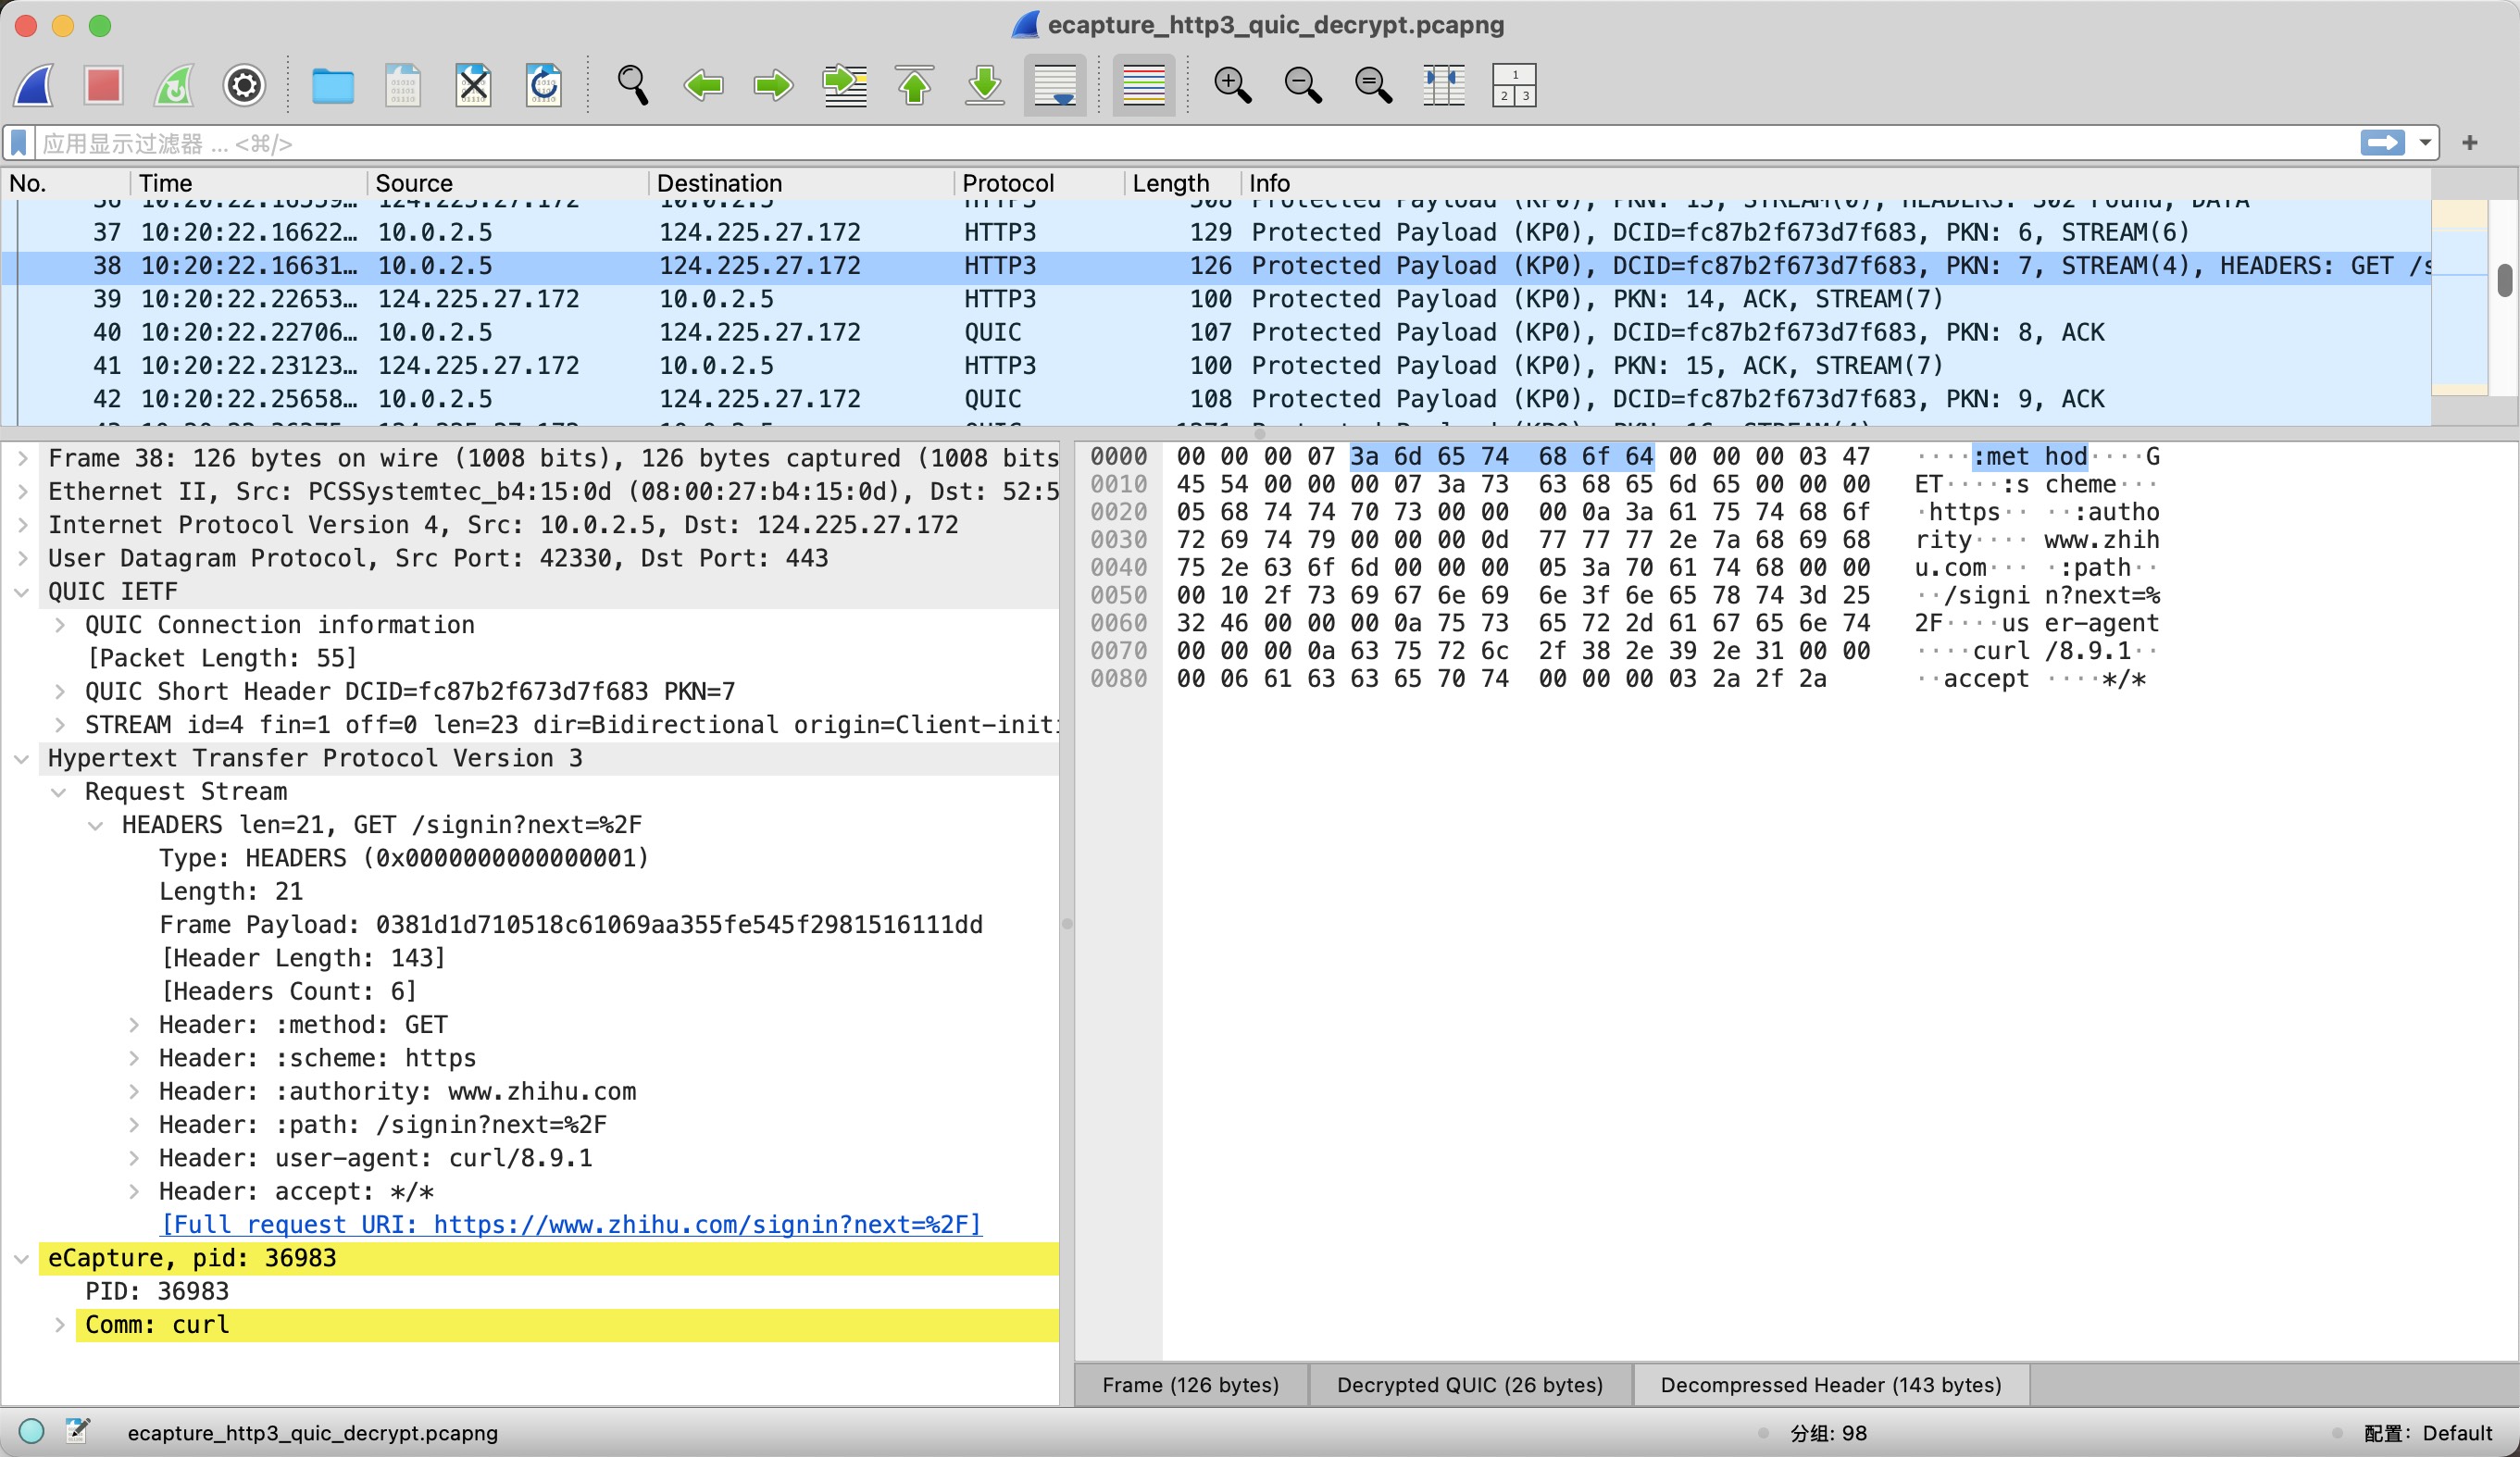 ecapture_http3_quic_decrypt.pcapng
应用显示过滤器 … <⌘/>
No. Time Source Destination Protocol Length Info
37 10:20:22.16622… 10.0.2.5 124.225.27.172 HTTP3 129 Protected Payload (KP0), DCID=fc87b2f673d7f683, PKN: 6, STREAM(6)
38 10:20:22.16631… 10.0.2.5 124.225.27.172 HTTP3 126 Protected Payload (KP0), DCID=fc87b2f673d7f683, PKN: 7, STREAM(4), HEADERS: GET /s
39 10:20:22.22653… 124.225.27.172 10.0.2.5 HTTP3 100 Protected Payload (KP0), PKN: 14, ACK, STREAM(7)
40 10:20:22.22706… 10.0.2.5 124.225.27.172 QUIC 107 Protected Payload (KP0), DCID=fc87b2f673d7f683, PKN: 8, ACK
41 10:20:22.23123… 124.225.27.172 10.0.2.5 HTTP3 100 Protected Payload (KP0), PKN: 15, ACK, STREAM(7)
42 10:20:22.25658… 10.0.2.5 124.225.27.172 QUIC 108 Protected Payload (KP0), DCID=fc87b2f673d7f683, PKN: 9, ACK
Frame 38: 126 bytes on wire (1008 bits), 126 bytes captured (1008 bits
Ethernet II, Src: PCSSystemtec_b4:15:0d (08:00:27:b4:15:0d), Dst: 52:5
Internet Protocol Version 4, Src: 10.0.2.5, Dst: 124.225.27.172
User Datagram Protocol, Src Port: 42330, Dst Port: 443
QUIC IETF
QUIC Connection information
[Packet Length: 55]
QUIC Short Header DCID=fc87b2f673d7f683 PKN=7
STREAM id=4 fin=1 off=0 len=23 dir=Bidirectional origin=Client-initi
Hypertext Transfer Protocol Version 3
Request Stream
HEADERS len=21, GET /signin?next=%2F
Type: HEADERS (0x0000000000000001)
Length: 21
Frame Payload: 0381d1d710518c61069aa355fe545f2981516111dd
[Header Length: 143]
[Headers Count: 6]
Header: :method: GET
Header: :scheme: https
Header: :authority: www.zhihu.com
Header: :path: /signin?next=%2F
Header: user-agent: curl/8.9.1
Header: accept: */*
[Full request URI: https://www.zhihu.com/signin?next=%2F]
eCapture, pid: 36983
PID: 36983
Comm: curl
0000 00 00 00 07 3a 6d 65 74 68 6f 64 00 00 00 03 47 ····:met hod····G
0010 45 54 00 00 00 07 3a 73 63 68 65 6d 65 00 00 00 ET····:s cheme···
0020 05 68 74 74 70 73 00 00 00 0a 3a 61 75 74 68 6f ·https·· ··:autho
0030 72 69 74 79 00 00 00 0d 77 77 77 2e 7a 68 69 68 rity···· www.zhih
0040 75 2e 63 6f 6d 00 00 00 05 3a 70 61 74 68 00 00 u.com··· ·:path··
0050 00 10 2f 73 69 67 6e 69 6e 3f 6e 65 78 74 3d 25 ··/signi n?next=%
0060 32 46 00 00 00 0a 75 73 65 72 2d 61 67 65 6e 74 2F····us er-agent
0070 00 00 00 0a 63 75 72 6c 2f 38 2e 39 2e 31 00 00 ····curl /8.9.1··
0080 00 06 61 63 63 65 70 74 00 00 00 03 2a 2f 2a ··accept ····*/*
Frame (126 bytes) Decrypted QUIC (26 bytes) Decompressed Header (143 bytes)
ecapture_http3_quic_decrypt.pcapng 分组: 98 配置: Default